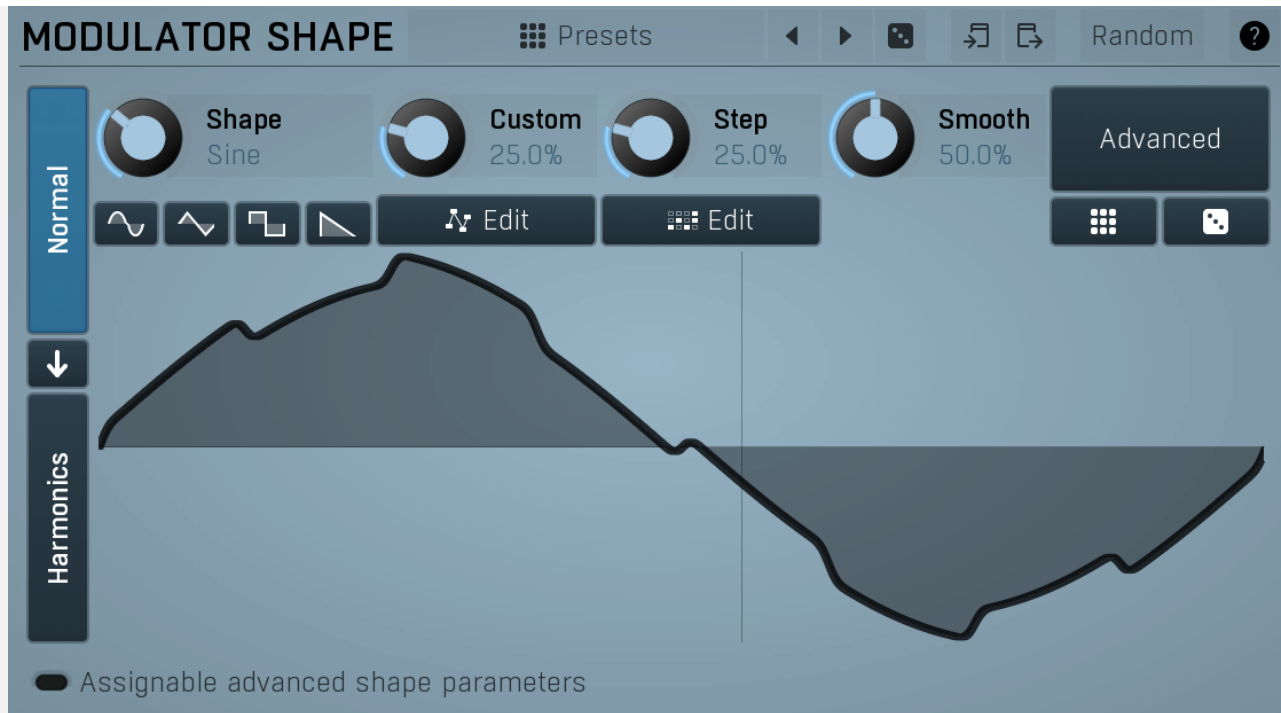 MODULATOR SHAPE
Presets
Random
?
Normal
Shape
Sine
Custom
25.0%
Step
25.0%
Smooth
50.0%
Advanced
Edit
Edit
Harmonics
Assignable advanced shape parameters